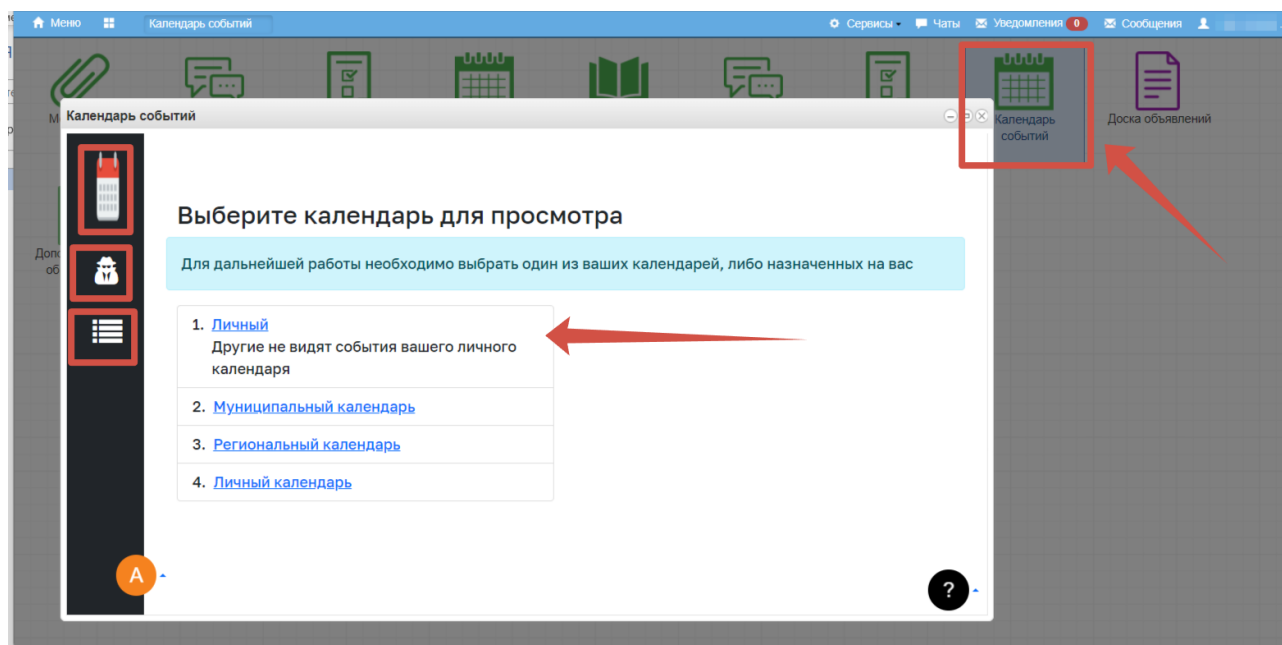 Меню
Календарь событий
Сервисы
Чаты
Уведомления 0
Сообщения
Календарь
событий
Доска объявлений
Календарь событий
Выберите календарь для просмотра
Для дальнейшей работы необходимо выбрать один из ваших календарей, либо назначенных на вас
1. Личный
Другие не видят события вашего личного
календаря
2. Муниципальный календарь
3. Региональный календарь
4. Личный календарь
А
?